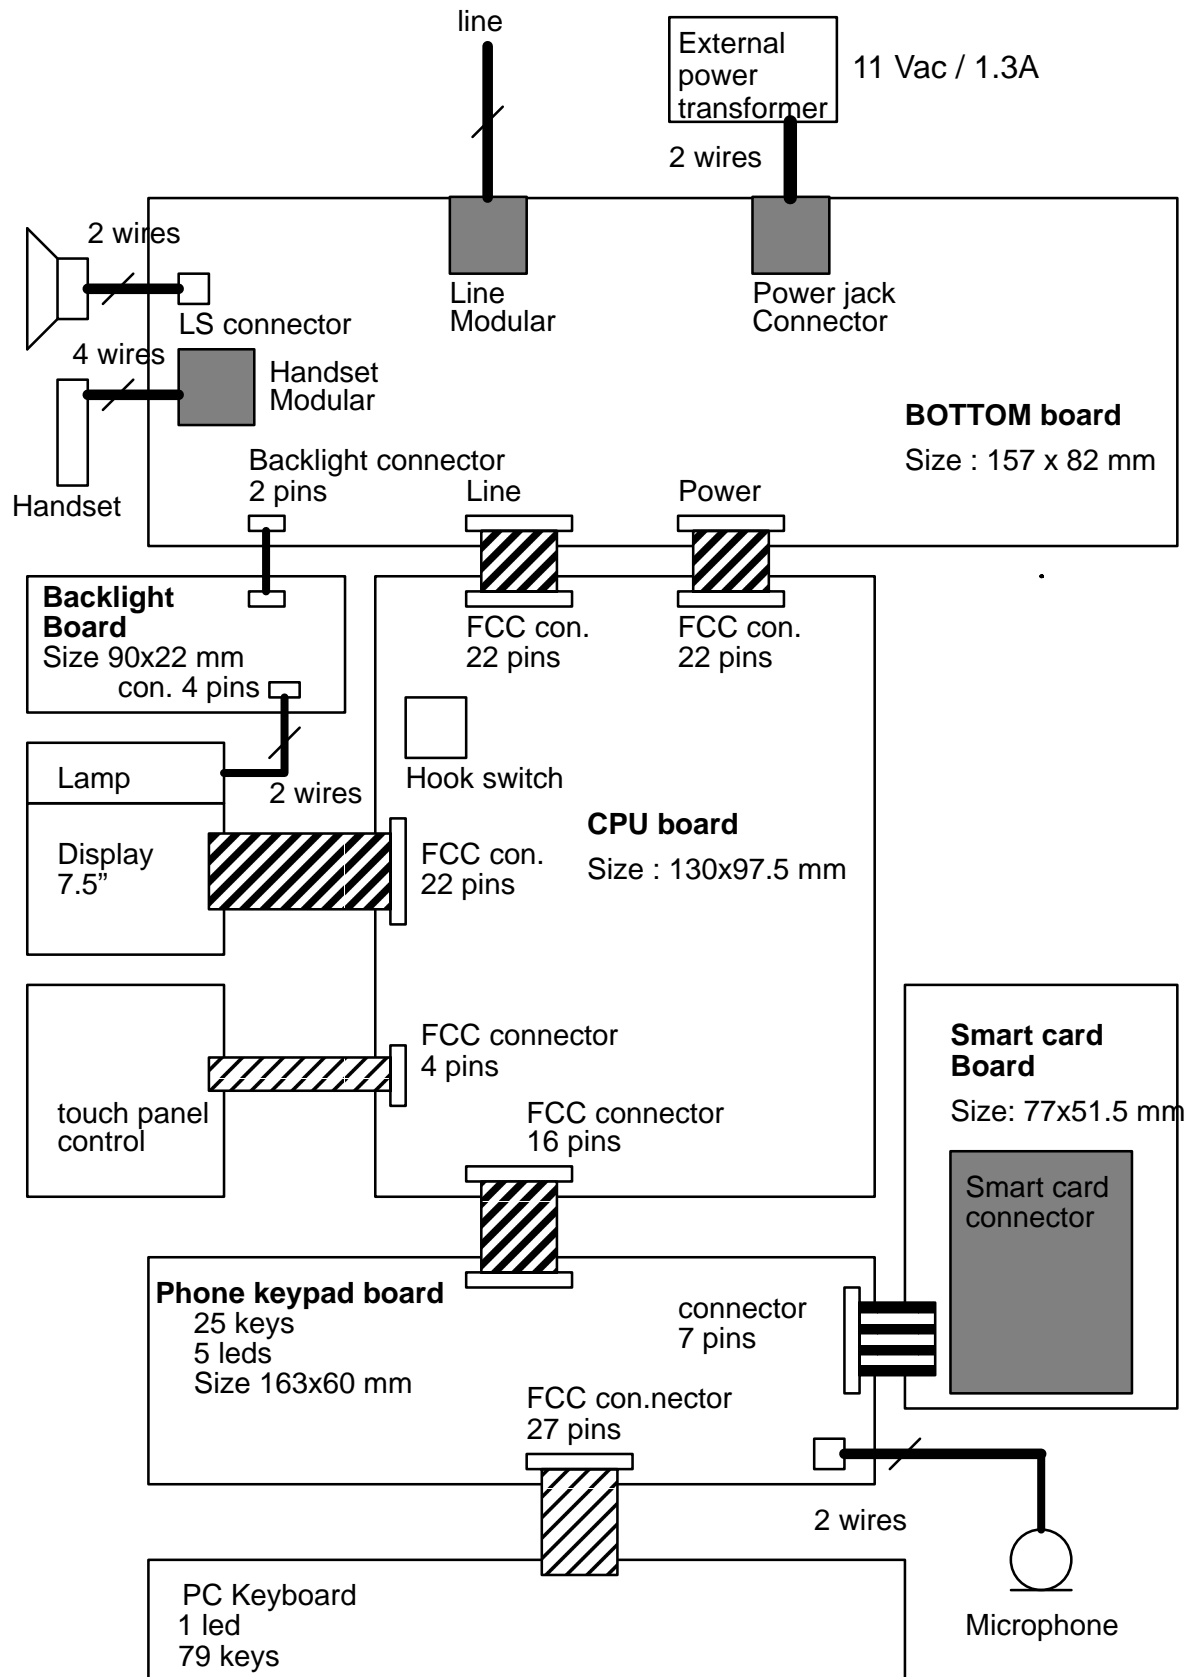 line
External
power
transformer
11 Vac / 1.3A
2 wires
2 wires
LS connector
Line
Modular
Power jack
Connector
4 wires
Handset
Modular
Handset
BOTTOM board
Size : 157 x 82 mm
Backlight connector
2 pins
Line
Power
Backlight
Board
Size 90x22 mm
con. 4 pins
FCC con.
22 pins
FCC con.
22 pins
Hook switch
Lamp
2 wires
Display
7.5”
FCC con.
22 pins
CPU board
Size : 130x97.5 mm
touch panel
control
FCC connector
4 pins
FCC connector
16 pins
Smart card
Board
Size: 77x51.5 mm
Smart card
connector
Phone keypad board
25 keys
5 leds
Size 163x60 mm
connector
7 pins
FCC con.nector
27 pins
2 wires
Microphone
PC Keyboard
1 led
79 keys